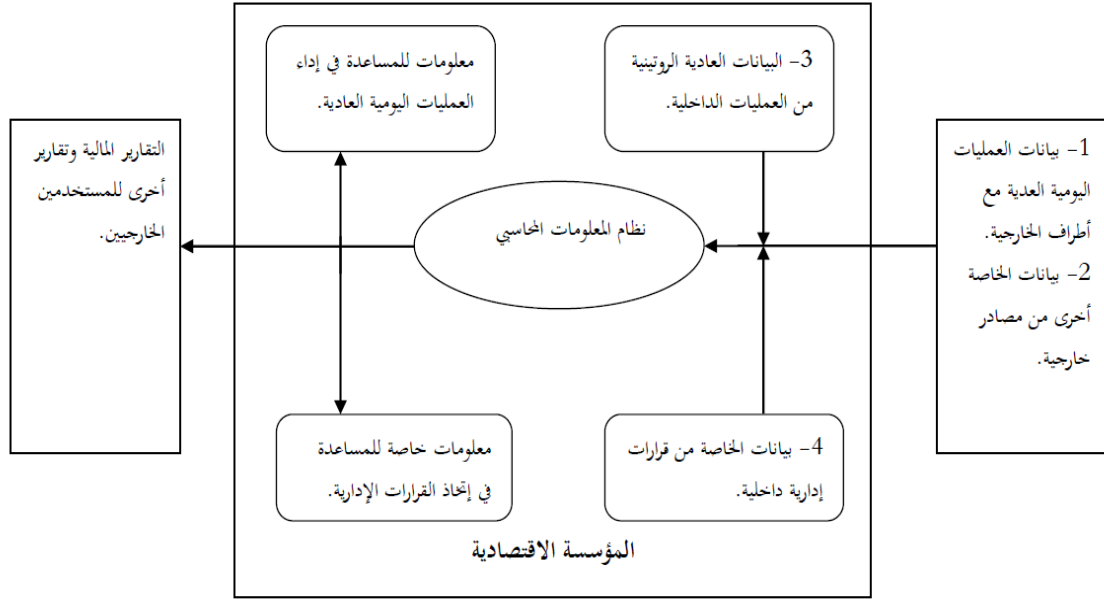 1- بيانات العمليات
اليومية العدية مع
أطراف الخارجية.
2- بيانات الخاصة
أخرى من مصادر
خارجية.
3- البيانات العادية الروتينية
من العمليات الداخلية.
4- بيانات الخاصة من قرارات
إدارية داخلية.
نظام المعلومات المحاسبي
معلومات للمساعدة في إداء
العمليات اليومية العادية.
معلومات خاصة للمساعدة
في إتخاذ القرارات الإدارية.
التقارير المالية وتقارير
أخرى للمستخدمين
الخارجيين.
المؤسسة الاقتصادية